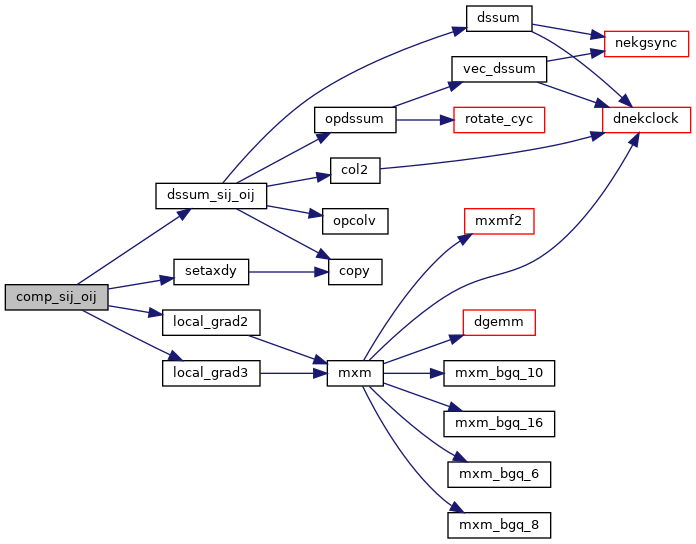 dssum
nekgsync
vec_dssum
opdssum
rotate_cyc
dnekclock
col2
dssum_sij_oij
opcolv
mxmf2
setaxdy
copy
comp_sij_oij
local_grad2
dgemm
local_grad3
mxm
mxm_bgq_10
mxm_bgq_16
mxm_bgq_6
mxm_bgq_8